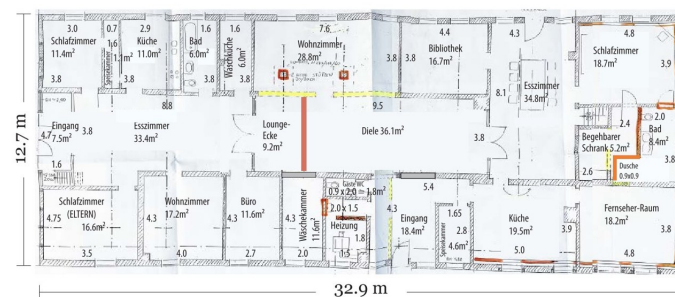 3.0
0.7
2.9
1.6
1.6
7.6
4.4
4.3
4.8
Schlafzimmer
11.4m²
1.6
Speisekammer
1.1m²
Küche
11.0m²
Bad
6.0m²
Waschküche
6.0m²
Wohnzimmer
28.8m²
3.8
Bibliothek
16.7m²
Esszimmer
34.8m²
Schlafzimmer
18.7m²
3.9
3.8
3.8
3.8
3.8
3.8
8.1
8.8
9.5
12.7 m
4.7
Eingang
7.5m²
3.8
Esszimmer
33.4m²
Lounge-
Ecke
9.2m²
Diele 36.1m²
3.8
2.4
2.0
Begehbarer
Schrank 5.2m²
Bad
8.4m²
1.6
2.6
Dusche
0.9x0.9
3.8
Schlafzimmer
(ELTERN)
16.6m²
4.75
3.5
4.3
Wohnzimmer
17.2m²
4.0
4.3
Büro
11.6m²
2.7
4.3
Wäschekammer
11.6m²
2.0
Gäste WC
0.9 x 2.0 = 1.8m²
2.0 x 1.5
Heizung
1.8
1.5
4.3
5.4
Eingang
18.4m²
1.65
2.8
Speisekammer
4.6m²
Küche
19.5m²
3.9
5.0
Fernseher-Raum
18.2m²
3.8
4.8
32.9 m